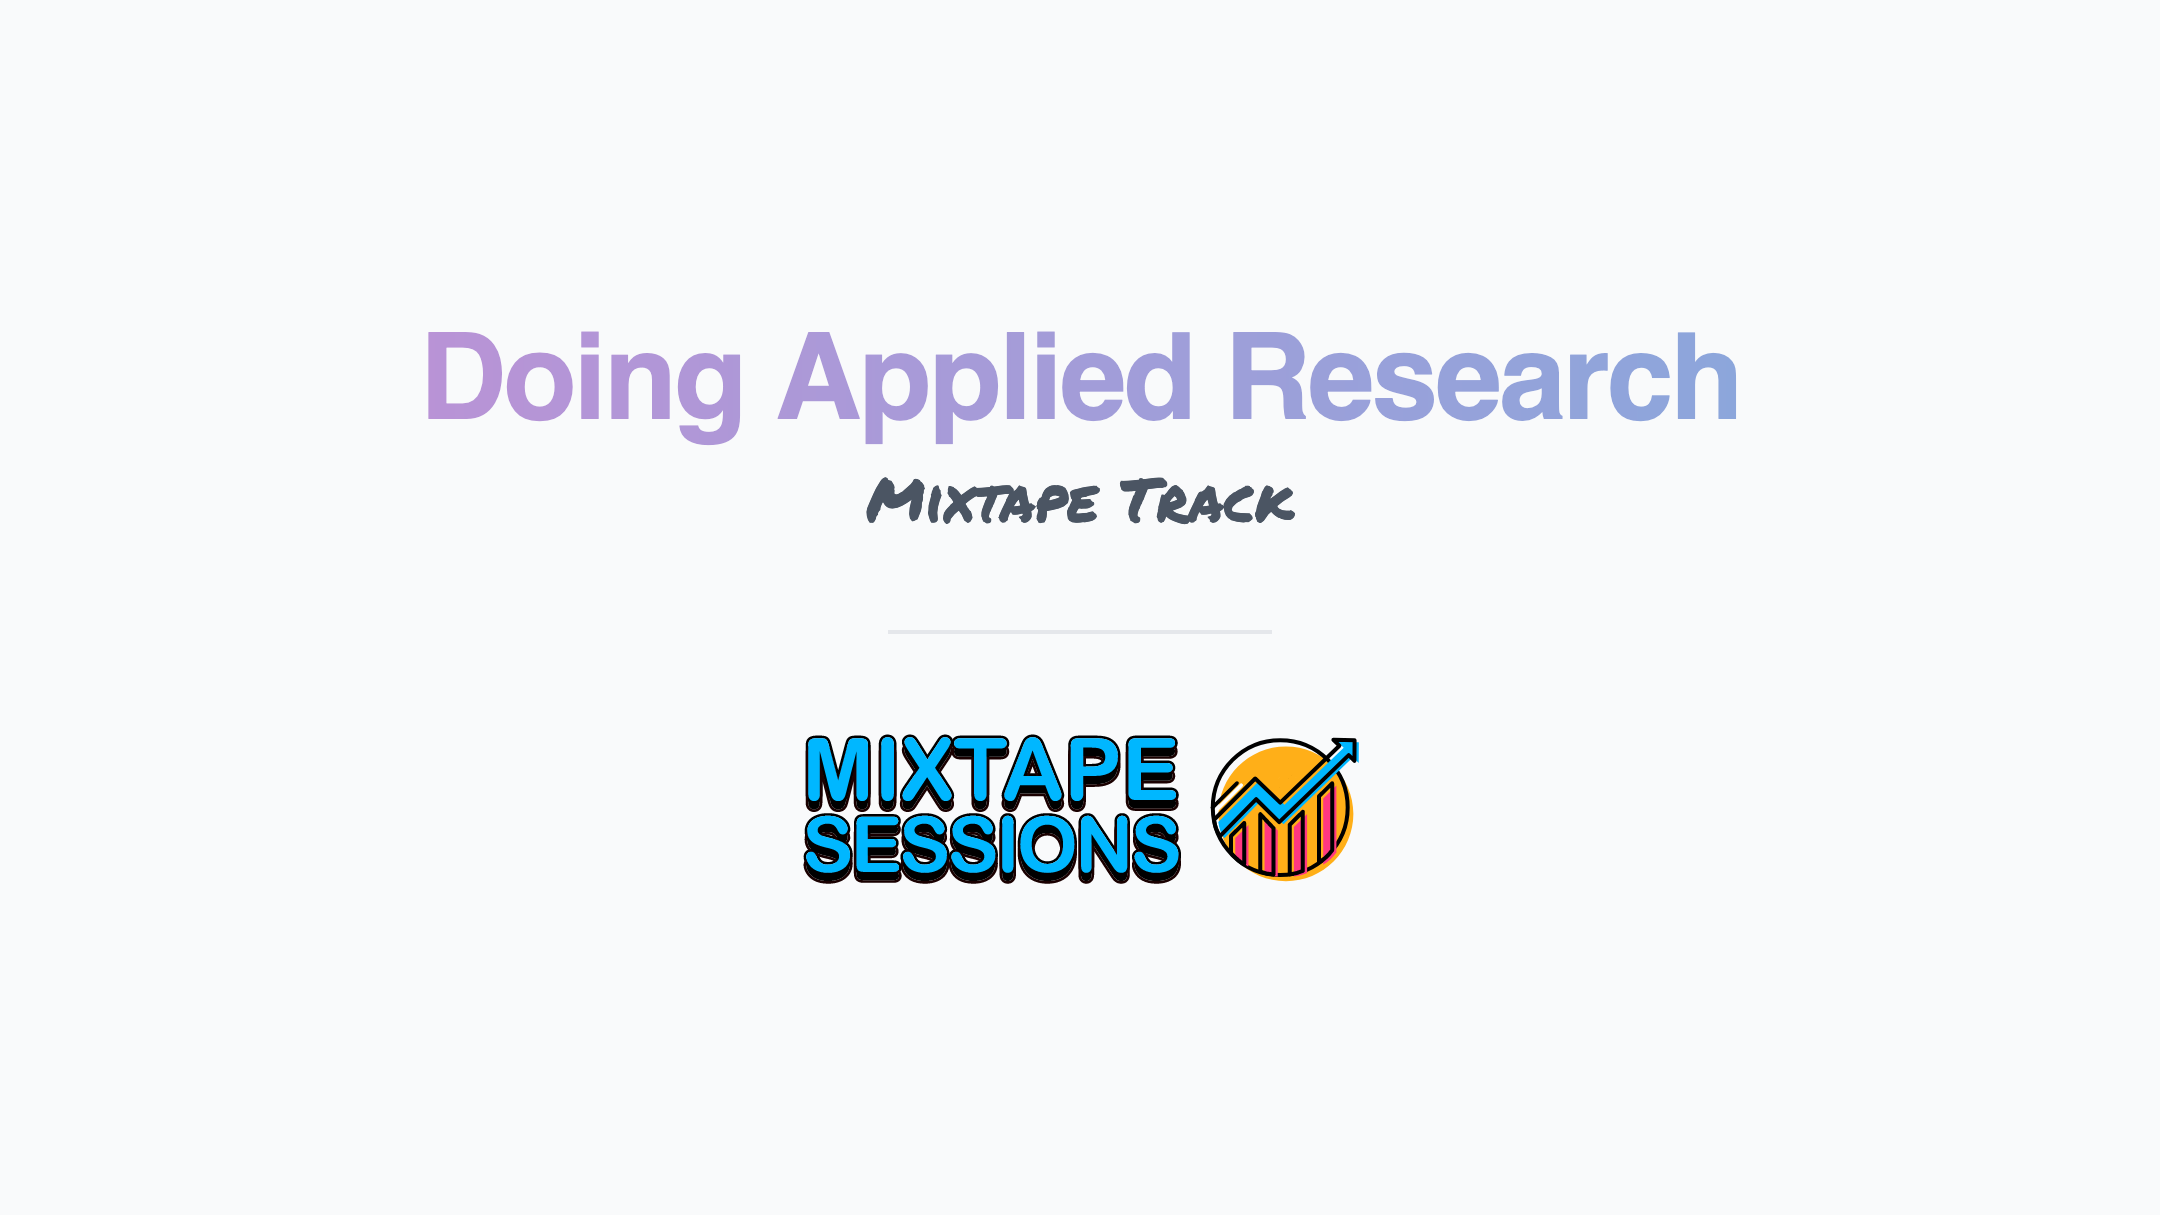 Doing Applied Research
Mixtape Track
MIXTAPE
SESSIONS